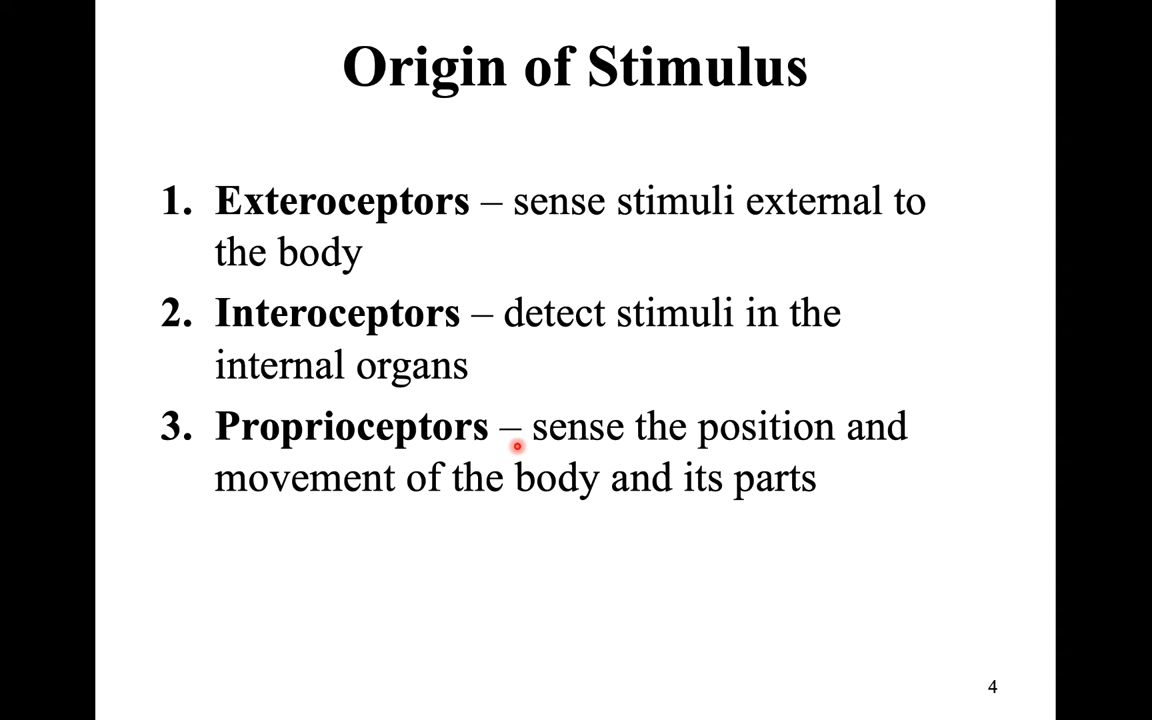 Origin of Stimulus
1. Exteroceptors – sense stimuli external to
the body
2. Interoceptors – detect stimuli in the
internal organs
3. Proprioceptors – sense the position and
movement of the body and its parts
4